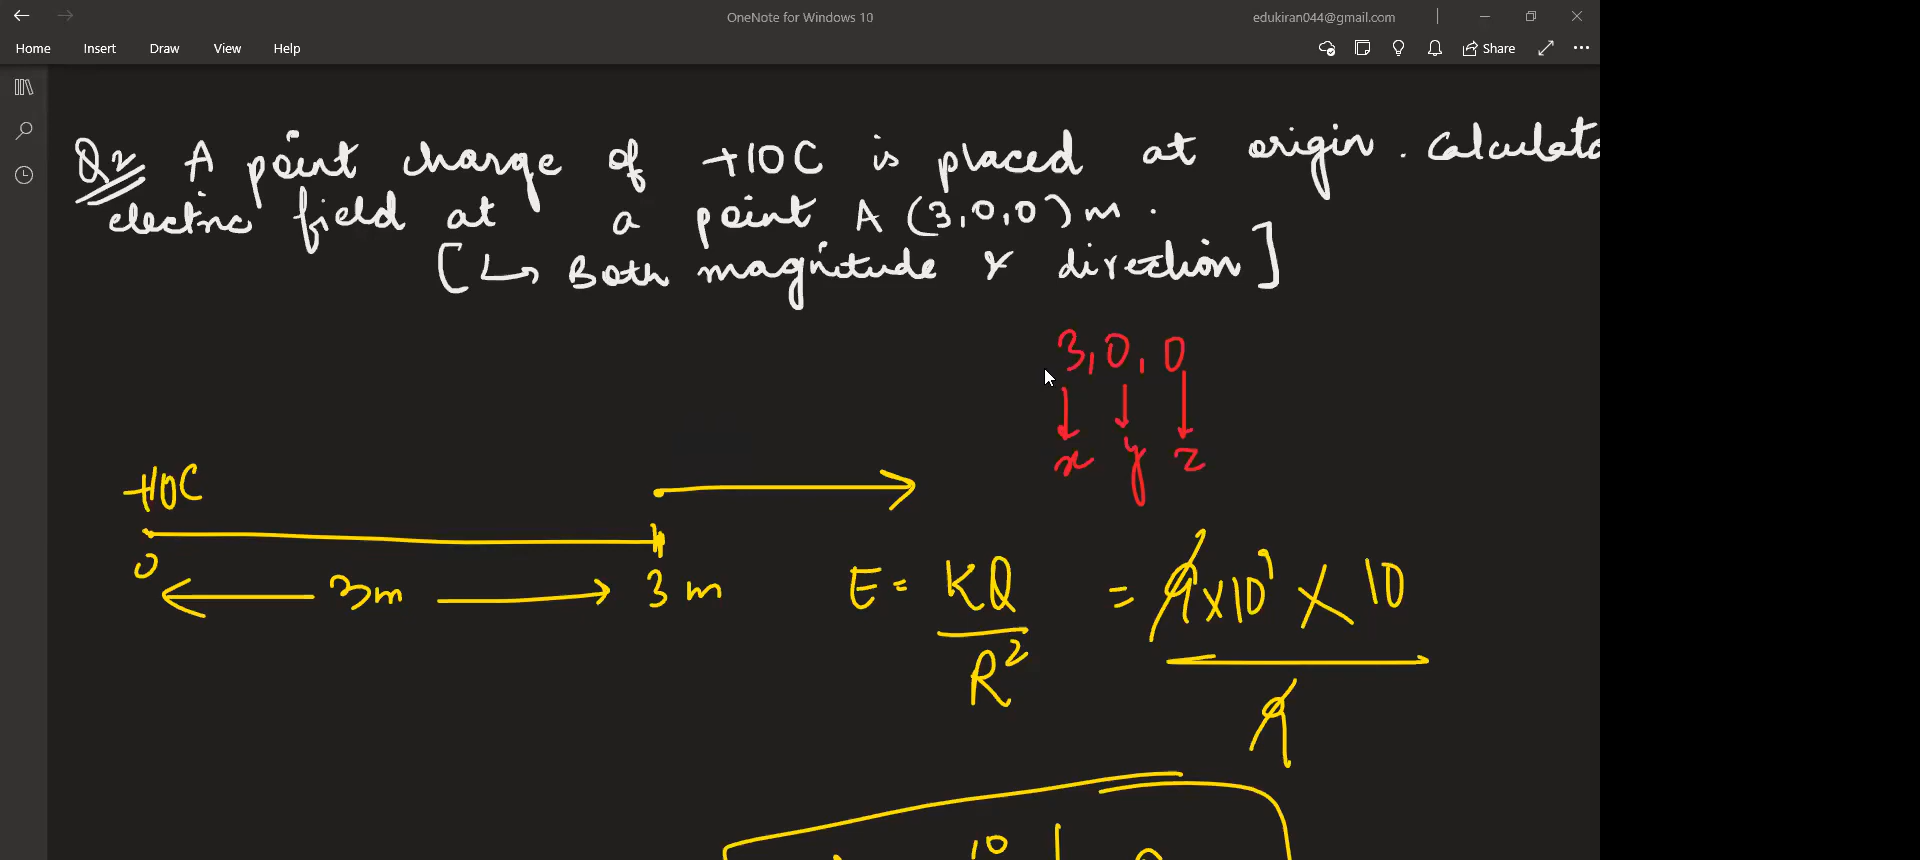 OneNote for Windows 10
edukiran044@gmail.com
Home Insert Draw View Help
Share
Q2 A point charge of +10C is placed at origin. Calculate
electric field at a point A (3,0,0) m.
[↳ Both magnitude & direction]
3, 0, 0
x y z
+10C
0
3m
3 m
E = KQ = 9×10⁹ × 10
R² 9
10